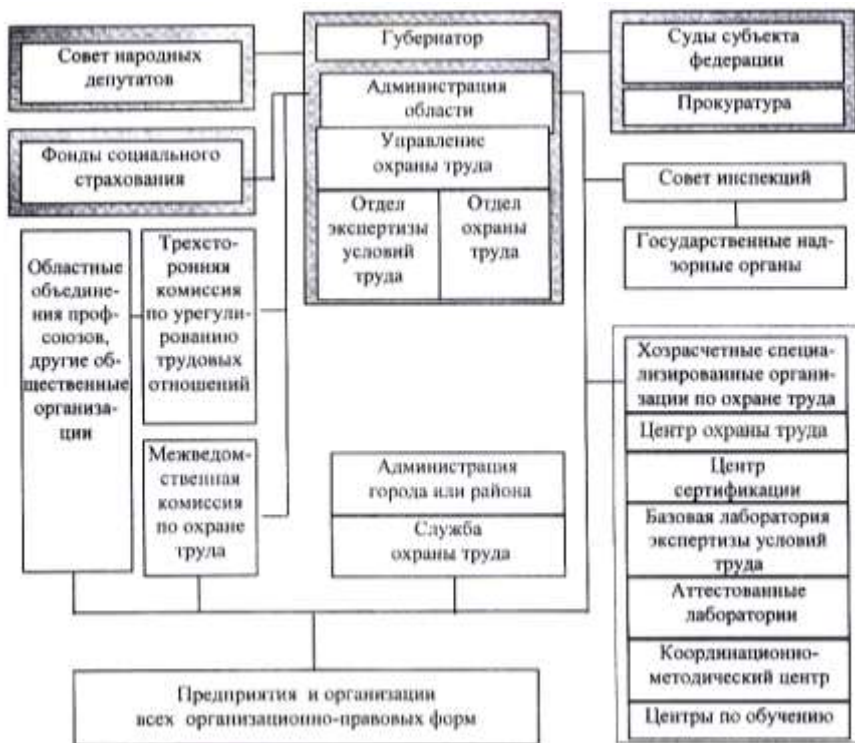 Совет народных
депутатов
Губернатор
Суды субъекта
федерации
Прокуратура
Администрация
области
Фонды социального
страхования
Управление
охраны труда
Отдел
экспертизы
условий
труда
Отдел
охраны
труда
Совет инспекций
Государственные над-
зорные органы
Областные
объедине-
ния проф-
союзов,
другие об-
щественные
организа-
ции
Трехсто-
ронняя
комиссия
по урегули-
рованию
трудовых
отношений
Межведом-
ственная
комиссия
по охране
труда
Администрация
города или района
Служба
охраны труда
Хозрасчетные специа-
лизированные органи-
зации по охране труда
Центр охраны труда
Центр
сертификации
Базовая лаборатория
экспертизы условий
труда
Аттестованные
лаборатории
Координационно-
методический центр
Центры по обучению
Предприятия и организации
всех организационно-правовых форм